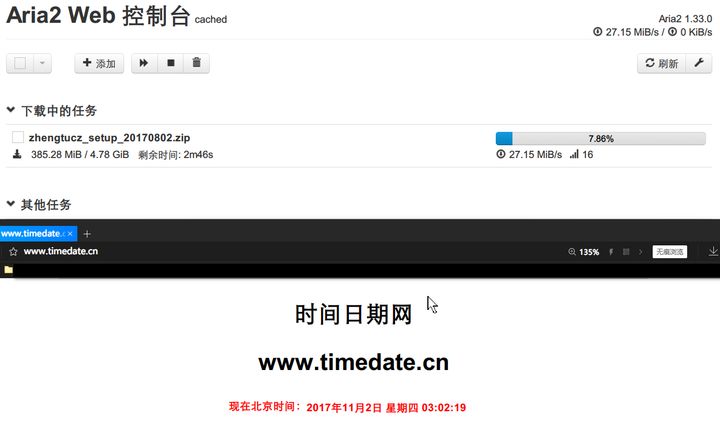 Aria2 Web 控制台 cached
Aria2 1.33.0
27.15 MiB/s / 0 KiB/s
添加
刷新
下载中的任务
zhengtucz_setup_20170802.zip
7.86%
385.28 MiB / 4.78 GiB 剩余时间: 2m46s
27.15 MiB/s 16
其他任务
www.timedate.c
www.timedate.cn
135%
无痕浏览
时间日期网
www.timedate.cn
现在北京时间：2017年11月2日 星期四 03:02:19